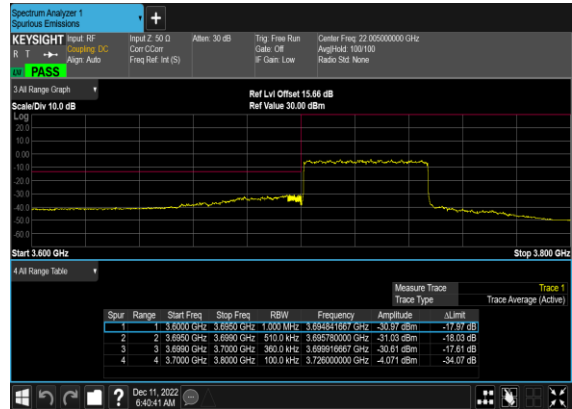 Spectrum Analyzer 1
Spurious Emissions
KEYSIGHT
R T
LXI
PASS
Input: RF
Coupling: DC
Align: Auto
Input Z: 50 Ω
Corr CCorr
Freq Ref: Int (S)
Atten: 30 dB
Trig: Free Run
Gate: Off
IF Gain: Low
Center Freq: 22.005000000 GHz
Avg|Hold: 100/100
Radio Std: None
3 All Range Graph
Scale/Div 10.0 dB
Ref Lvl Offset 15.66 dB
Ref Value 30.00 dBm
Log
20.0
10.0
0.00
-10.0
-20.0
-30.0
-40.0
-50.0
-60.0
Start 3.600 GHz
Stop 3.800 GHz
4 All Range Table
Measure Trace Trace 1
Trace Type Trace Average (Active)
Spur Range Start Freq Stop Freq RBW Frequency Amplitude ΔLimit
1 1 3.6000 GHz 3.6950 GHz 1.000 MHz 3.694841667 GHz -30.97 dBm -17.97 dB
2 2 3.6950 GHz 3.6990 GHz 510.0 kHz 3.695780000 GHz -31.03 dBm -18.03 dB
3 3 3.6990 GHz 3.7000 GHz 360.0 kHz 3.699916667 GHz -30.61 dBm -17.61 dB
4 4 3.7000 GHz 3.8000 GHz 100.0 kHz 3.726000000 GHz -4.071 dBm -34.07 dB
Dec 11, 2022
6:40:41 AM